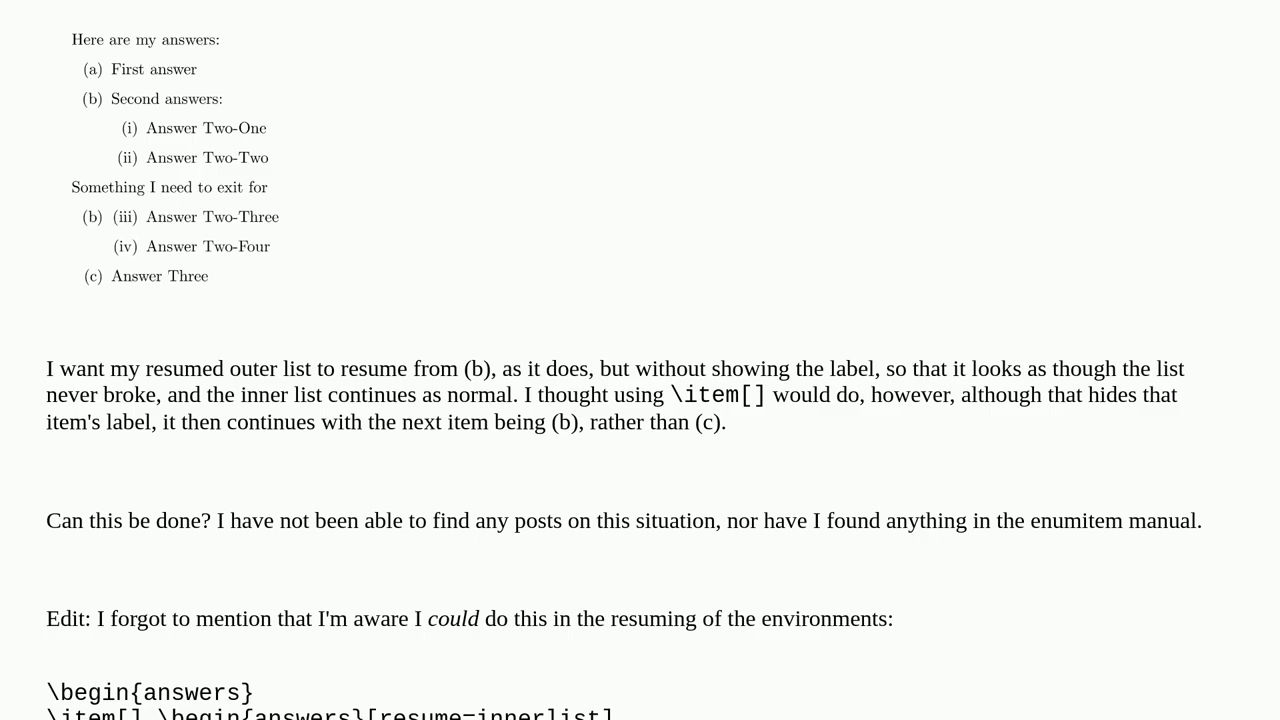 Here are my answers:
(a) First answer
(b) Second answers:
(i) Answer Two-One
(ii) Answer Two-Two
Something I need to exit for
(b) (iii) Answer Two-Three
(iv) Answer Two-Four
(c) Answer Three
I want my resumed outer list to resume from (b), as it does, but without showing the label, so that it looks as though the list
never broke, and the inner list continues as normal. I thought using \item[] would do, however, although that hides that
item's label, it then continues with the next item being (b), rather than (c).
Can this be done? I have not been able to find any posts on this situation, nor have I found anything in the enumitem manual.
Edit: I forgot to mention that I'm aware I could do this in the resuming of the environments:
\begin{answers}
\item[] \begin{answers}[resume=innerlist]